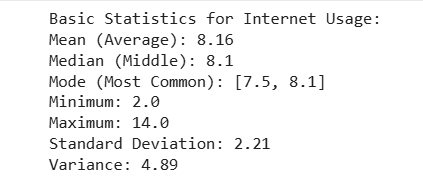 Basic Statistics for Internet Usage:
Mean (Average): 8.16
Median (Middle): 8.1
Mode (Most Common): [7.5, 8.1]
Minimum: 2.0
Maximum: 14.0
Standard Deviation: 2.21
Variance: 4.89